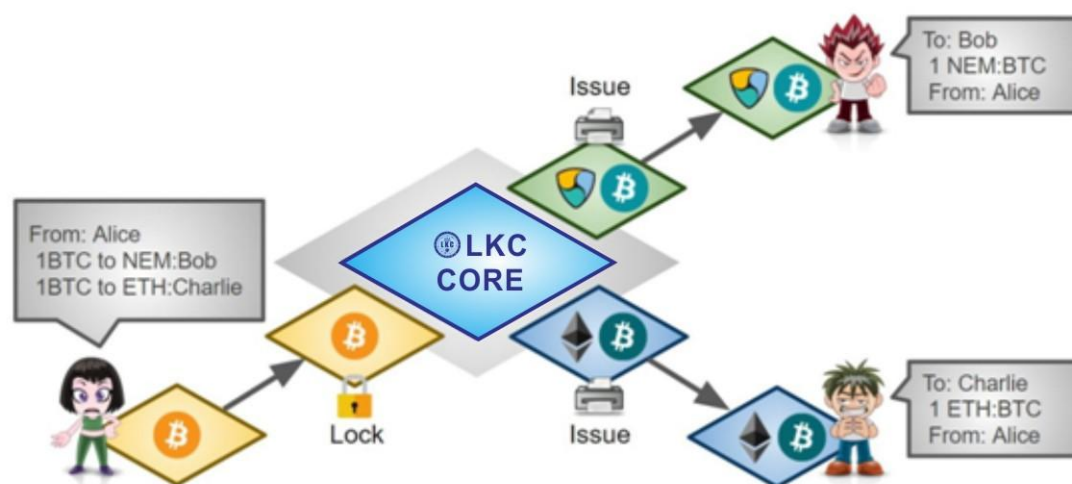 From: Alice
1BTC to NEM:Bob
1BTC to ETH:Charlie
Lock
LKC
LKC
CORE
Issue
To: Bob
1 NEM:BTC
From: Alice
Issue
To: Charlie
1 ETH:BTC
From: Alice